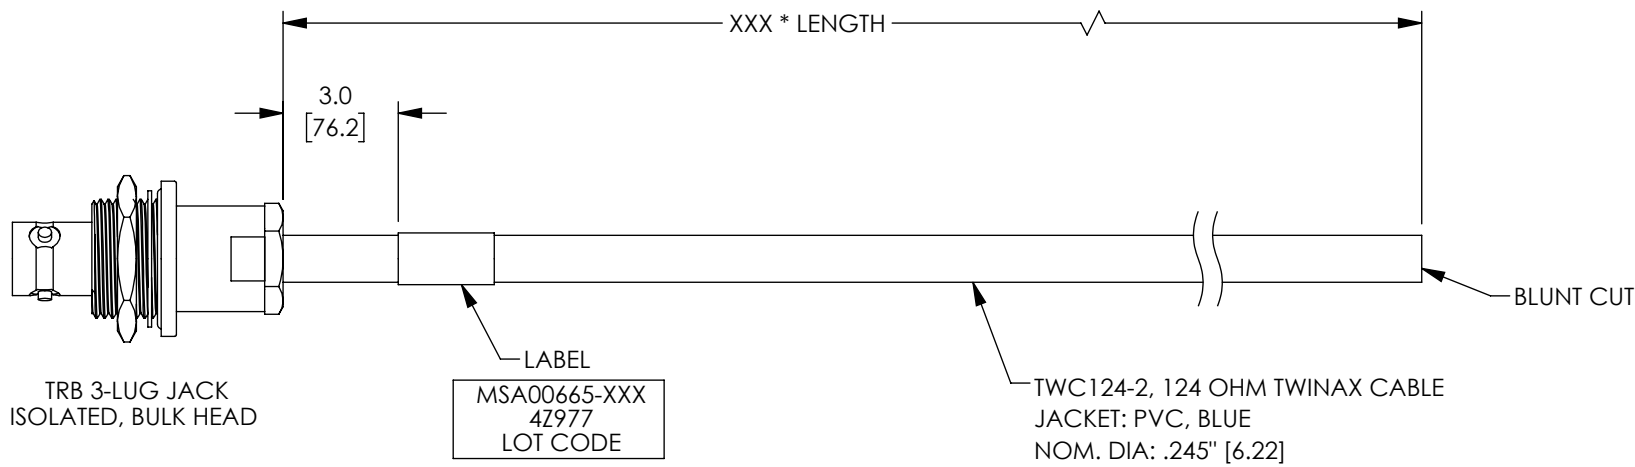 XXX * LENGTH
3.0
[76.2]
BLUNT CUT
LABEL
MSA00665-XXX
4Z977
LOT CODE
TRB 3-LUG JACK
ISOLATED, BULK HEAD
TWC124-2, 124 OHM TWINAX CABLE
JACKET: PVC, BLUE
NOM. DIA: .245" [6.22]